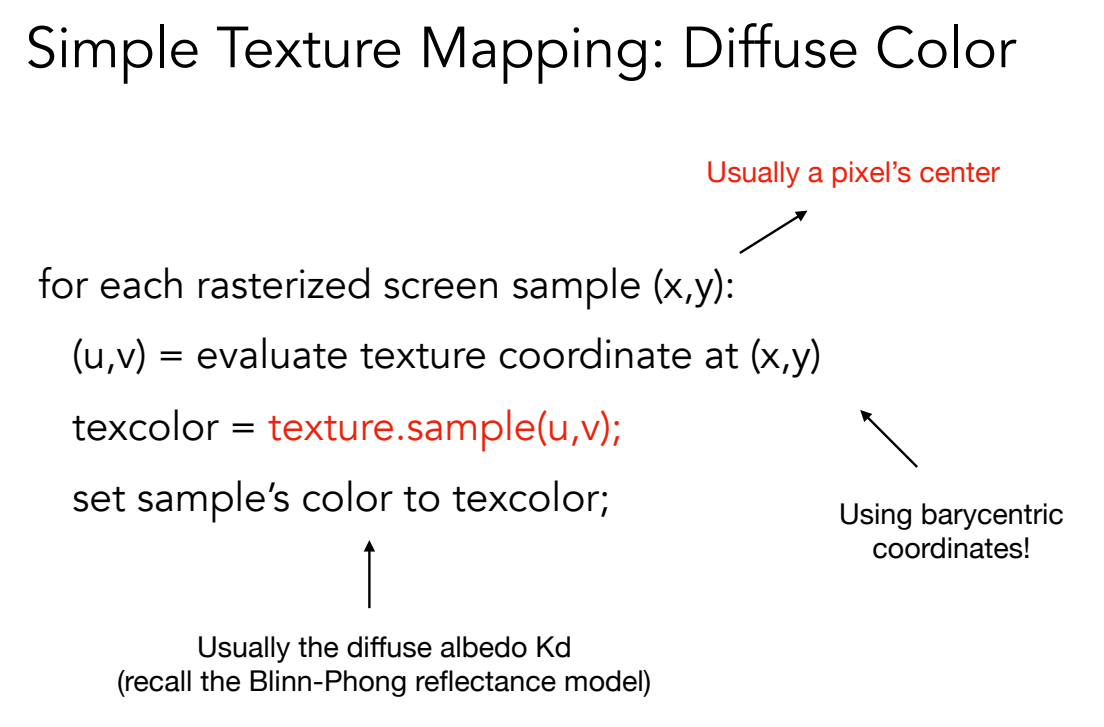 Simple Texture Mapping: Diffuse Color
Usually a pixel’s center
for each rasterized screen sample (x,y):
(u,v) = evaluate texture coordinate at (x,y)
texcolor = texture.sample(u,v);
set sample’s color to texcolor;
Using barycentric
coordinates!
Usually the diffuse albedo Kd
(recall the Blinn-Phong reflectance model)